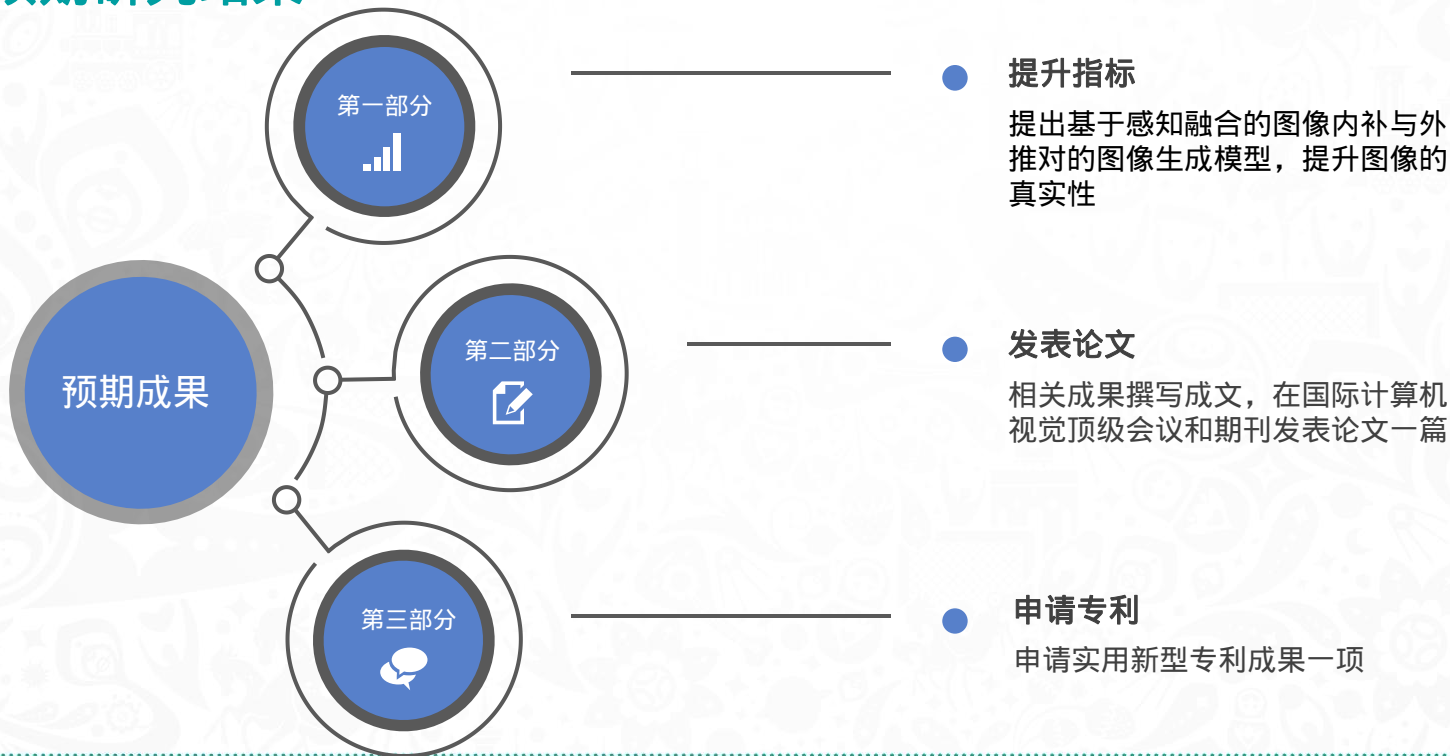 第一部分
提升指标
提出基于感知融合的图像内补与外
推对的图像生成模型，提升图像的
真实性
预期成果
第二部分
发表论文
相关成果撰写成文，在国际计算机
视觉顶级会议和期刊发表论文一篇
第三部分
申请专利
申请实用新型专利成果一项